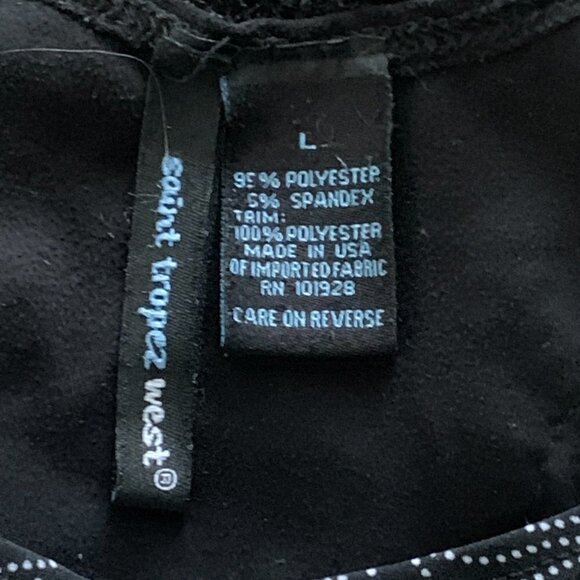 saint tropez west®
L
95% POLYESTER
5% SPANDEX
TRIM:
100% POLYESTER
MADE IN USA
OF IMPORTED FABRIC
RN 101928
CARE ON REVERSE